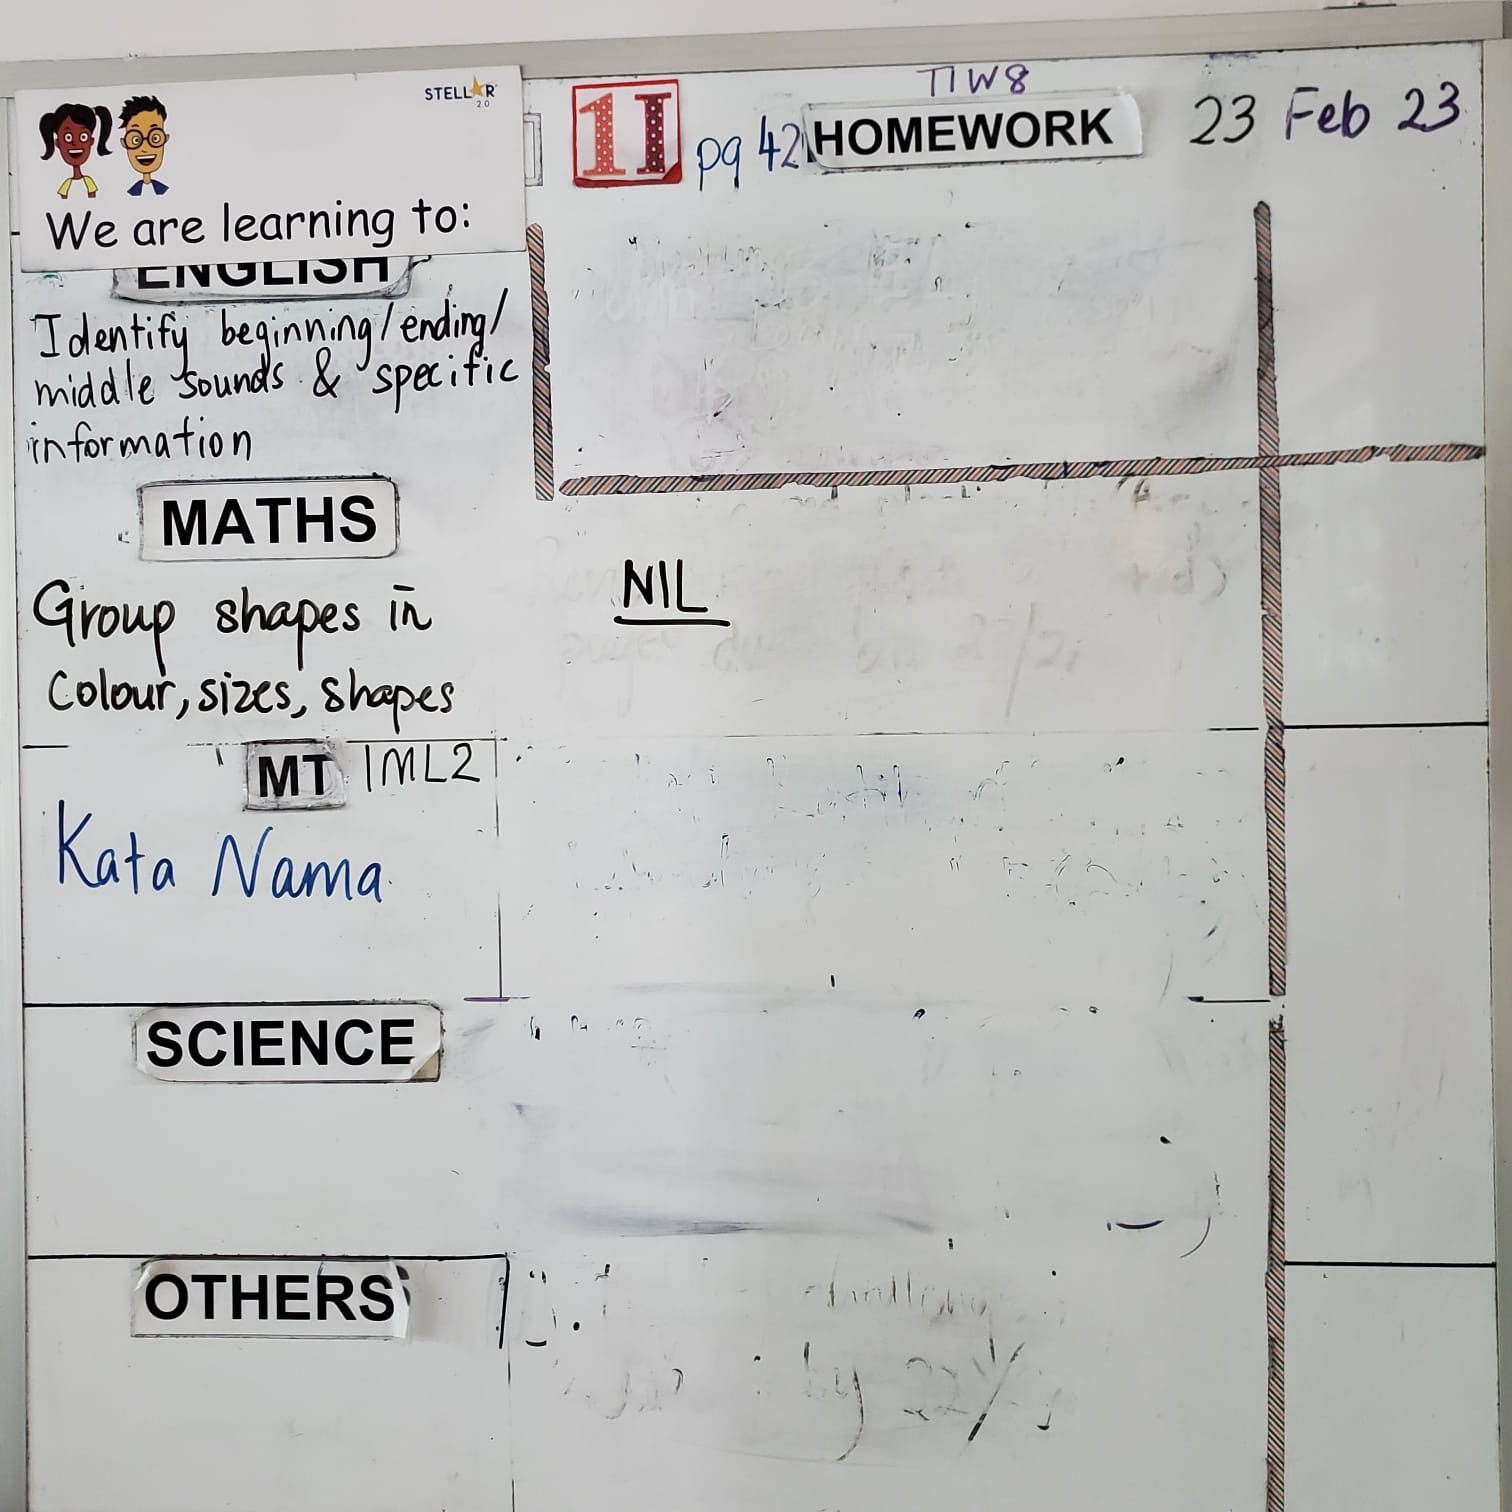 STELLAR
2.0
We are learning to:
1I
pg 42
T1W8
HOMEWORK
23 Feb 23
ENGLISH
Identify beginning/ending/
middle sounds & specific
information
MATHS
Group shapes in
Colour, sizes, shapes
NIL
MT 1ML2
Kata Nama
SCIENCE
OTHERS